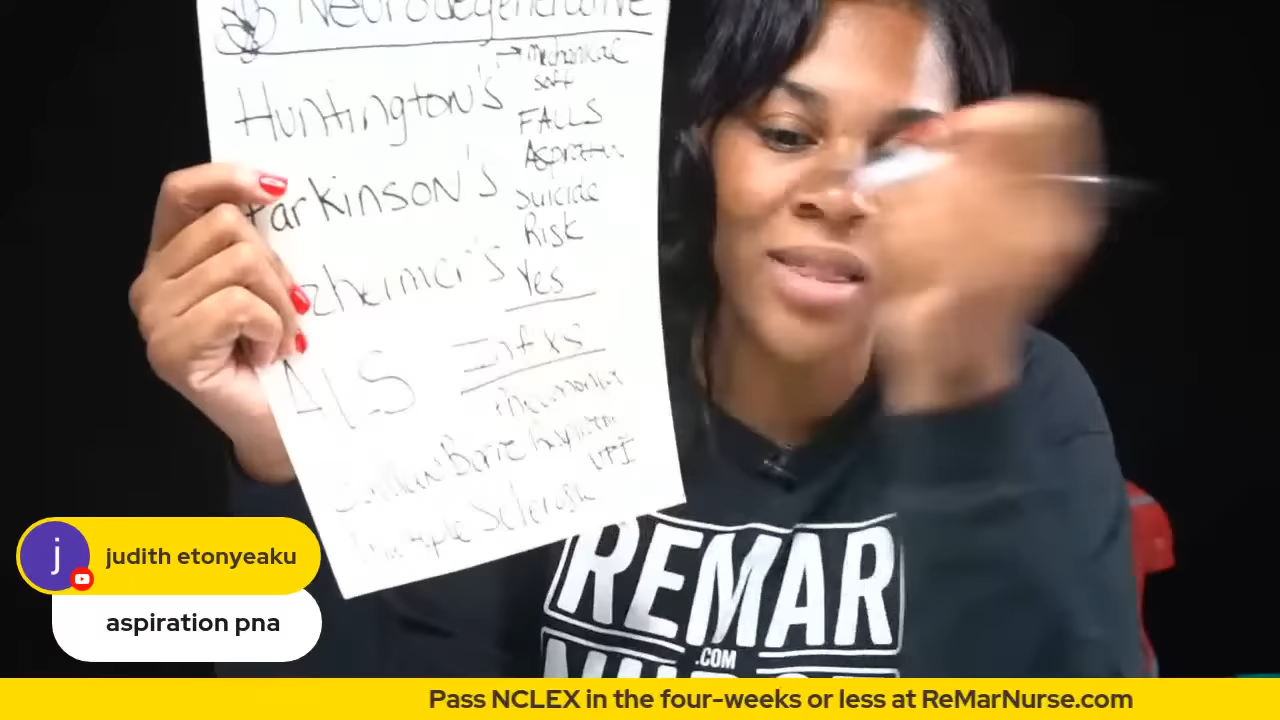 Neurodegenerative
Huntington's
→ mechanical
soft
FALLS
Aspiration
Parkinson's
Suicide
Risk
Alzheimer's
Yes
ALS
Infxs
Pneumonia
Guillain Barre
UTI
Multiple Sclerosis
REMAR
.COM
j
judith etonyeaku
aspiration pna
Pass NCLEX in the four-weeks or less at ReMarNurse.com